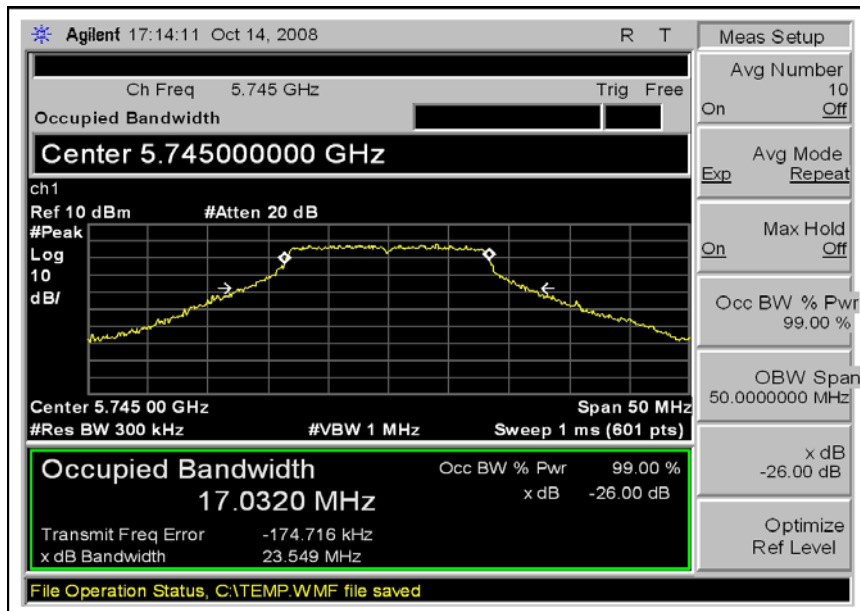 Agilent 17:14:11 Oct 14, 2008 R T
Meas Setup
Ch Freq 5.745 GHz Trig Free
Occupied Bandwidth
Center 5.745000000 GHz
ch1
Ref 10 dBm #Atten 20 dB
#Peak
Log
10
dB/
Center 5.745 00 GHz Span 50 MHz
#Res BW 300 kHz #VBW 1 MHz Sweep 1 ms (601 pts)
Occupied Bandwidth Occ BW % Pwr 99.00 %
17.0320 MHz x dB -26.00 dB
Transmit Freq Error -174.716 kHz
x dB Bandwidth 23.549 MHz
File Operation Status, C:\TEMP.WMF file saved
Avg Number
10
On Off
Avg Mode
Exp Repeat
Max Hold
On Off
Occ BW % Pwr
99.00 %
OBW Span
50.0000000 MHz
x dB
-26.00 dB
Optimize
Ref Level